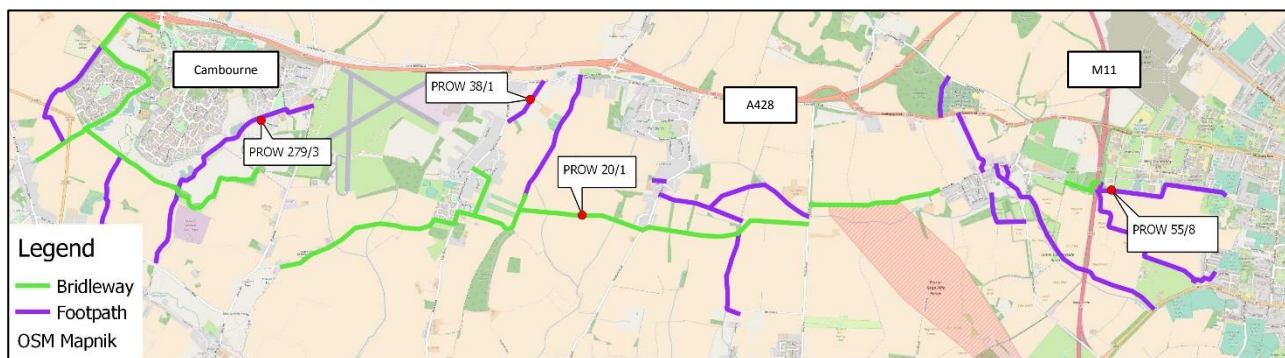 Cambourne
M11
PROW 38/1
A428
PROW 279/3
PROW 20/1
PROW 55/8
Legend
Bridleway
Footpath
OSM Mapnik